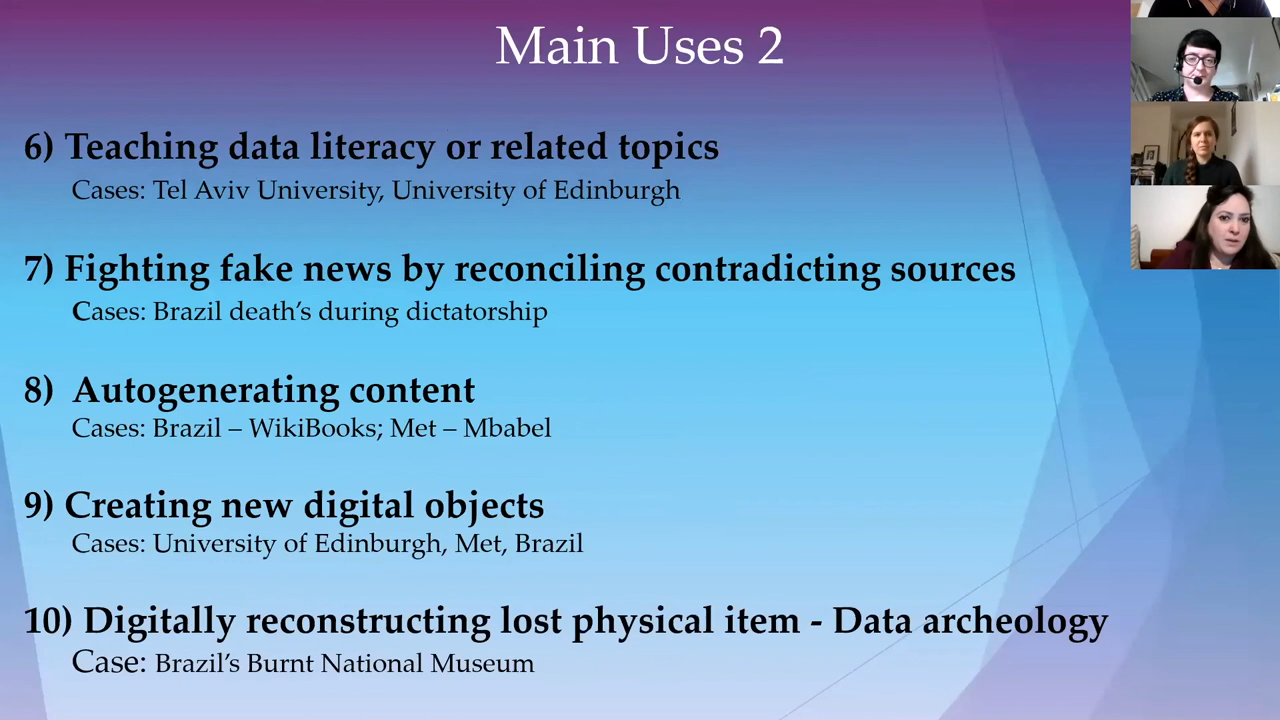 Main Uses 2
6) Teaching data literacy or related topics
Cases: Tel Aviv University, University of Edinburgh
7) Fighting fake news by reconciling contradicting sources
Cases: Brazil death’s during dictatorship
8) Autogenerating content
Cases: Brazil – WikiBooks; Met – Mbabel
9) Creating new digital objects
Cases: University of Edinburgh, Met, Brazil
10) Digitally reconstructing lost physical item - Data archeology
Case: Brazil’s Burnt National Museum